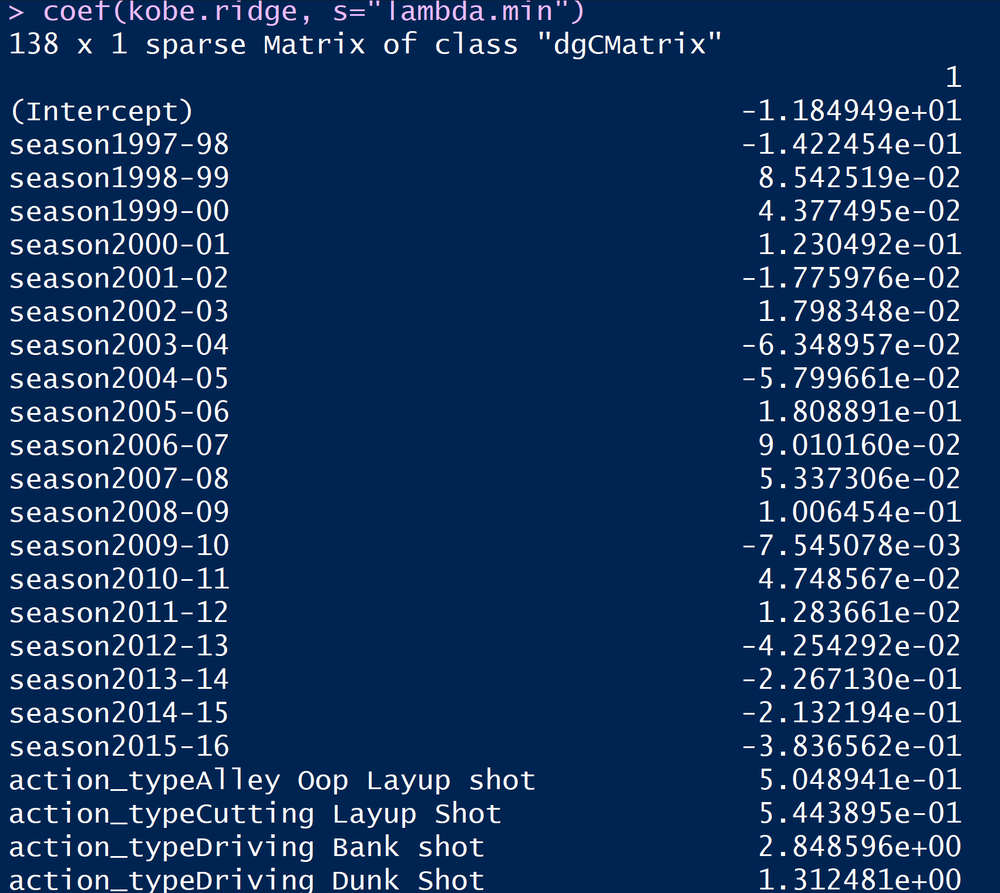 > coef(kobe.ridge, s="lambda.min")
138 x 1 sparse Matrix of class "dgCMatrix"
1
(Intercept) -1.184949e+01
season1997-98 -1.422454e-01
season1998-99 8.542519e-02
season1999-00 4.377495e-02
season2000-01 1.230492e-01
season2001-02 -1.775976e-02
season2002-03 1.798348e-02
season2003-04 -6.348957e-02
season2004-05 -5.799661e-02
season2005-06 1.808891e-01
season2006-07 9.010160e-02
season2007-08 5.337306e-02
season2008-09 1.006454e-01
season2009-10 -7.545078e-03
season2010-11 4.748567e-02
season2011-12 1.283661e-02
season2012-13 -4.254292e-02
season2013-14 -2.267130e-01
season2014-15 -2.132194e-01
season2015-16 -3.836562e-01
action_typeAlley Oop Layup shot 5.048941e-01
action_typeCutting Layup Shot 5.443895e-01
action_typeDriving Bank shot 2.848596e+00
action_typeDriving Dunk Shot 1.312481e+00